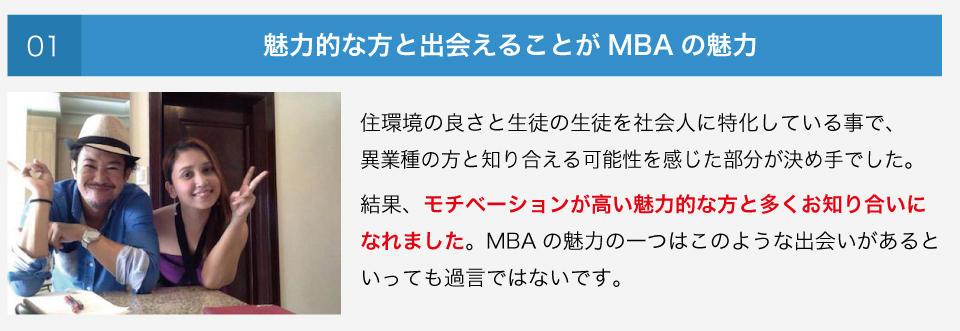 01
魅力的な方と出会えることが MBA の魅力
住環境の良さと生徒の生徒を社会人に特化している事で、
異業種の方と知り合える可能性を感じた部分が決め手でした。
結果、モチベーションが高い魅力的な方と多くお知り合いに
なれました。MBA の魅力の一つはこのような出会いがあると
いっても過言ではないです。